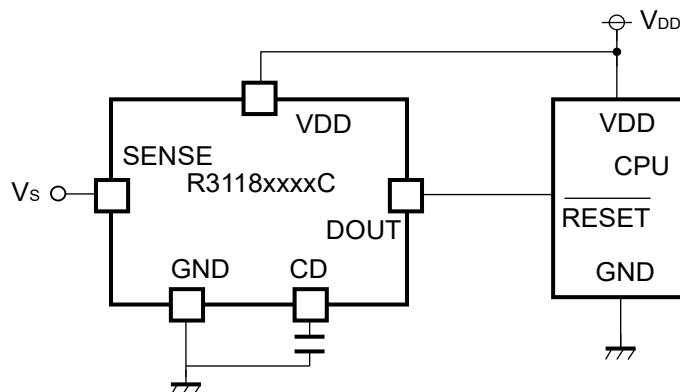 VDD
VDD
VDD
SENSE
CPU
R3118xxxxC
VS
RESET
DOUT
GND
CD
GND